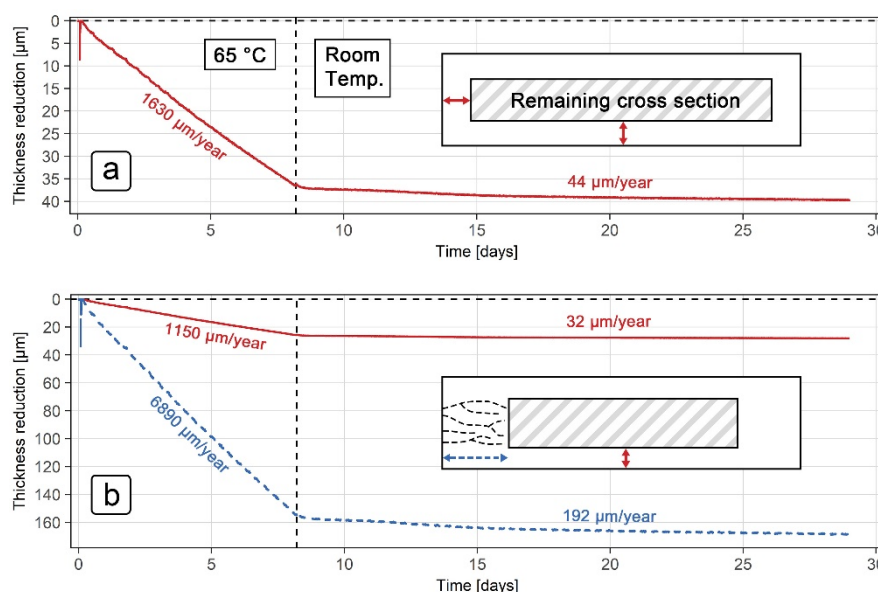 0
5
10
15
20
25
30
35
40
Thickness reduction [µm]
65 °C
Room
Temp.
Remaining cross section
1630 µm/year
44 µm/year
a
0
5
10
15
20
25
30
Time [days]
0
20
40
60
80
100
120
140
160
Thickness reduction [µm]
1150 µm/year
32 µm/year
6890 µm/year
192 µm/year
b
0
5
10
15
20
25
30
Time [days]